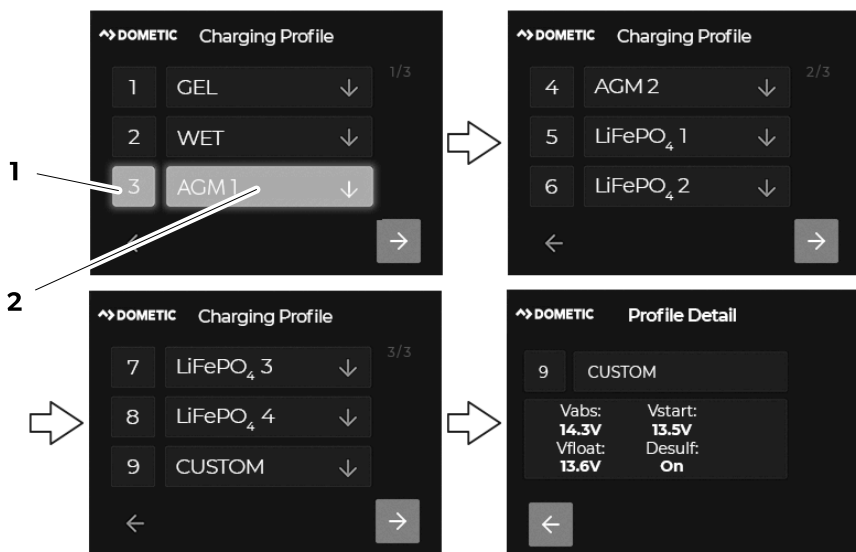 DOMETIC Charging Profile
1/3
1 GEL
2 WET
3 AGM 1
DOMETIC Charging Profile
2/3
4 AGM 2
5 LiFePO₄ 1
6 LiFePO₄ 2
1
2
DOMETIC Charging Profile
3/3
7 LiFePO₄ 3
8 LiFePO₄ 4
9 CUSTOM
DOMETIC Profile Detail
9 CUSTOM
Vabs: Vstart:
14.3V 13.5V
Vfloat: Desulf:
13.6V On